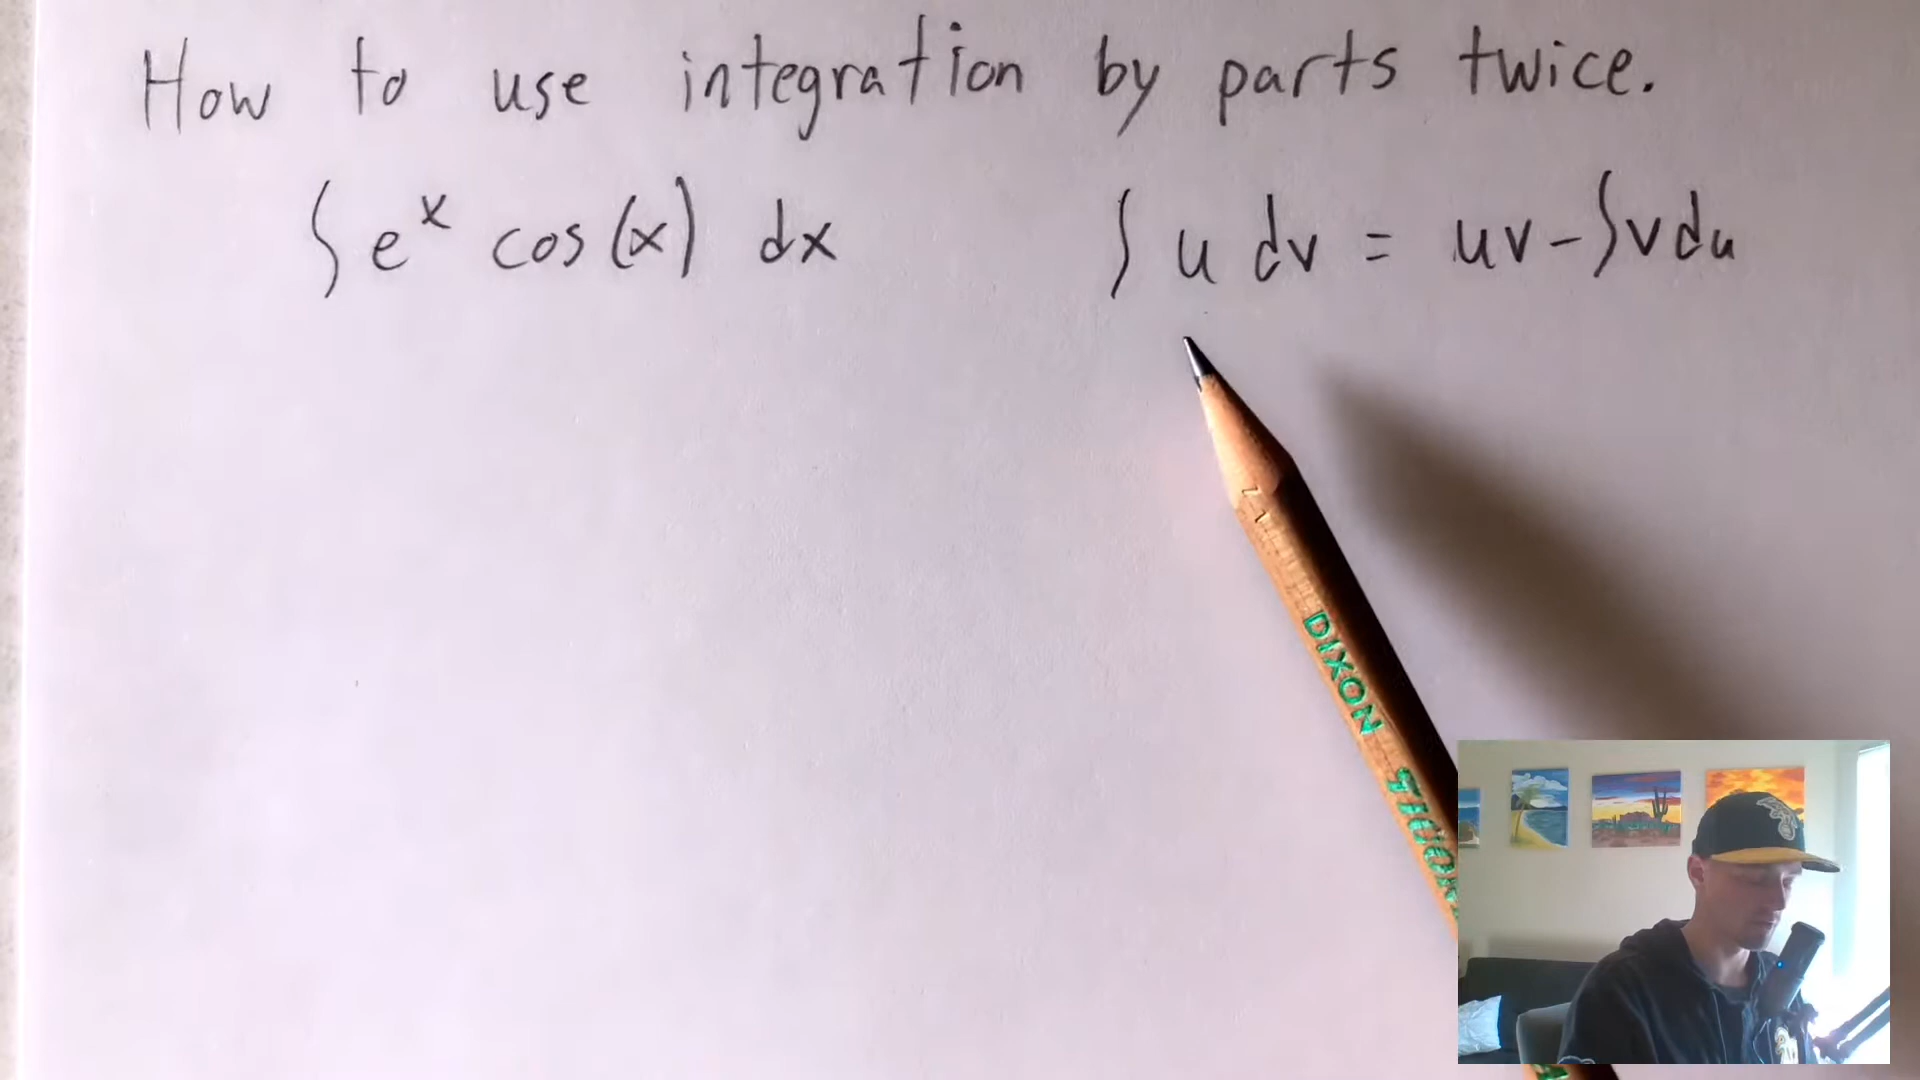 How to use integration by parts twice.
∫ e^x cos(x) dx ∫ u dv = uv - ∫v du
DIXON